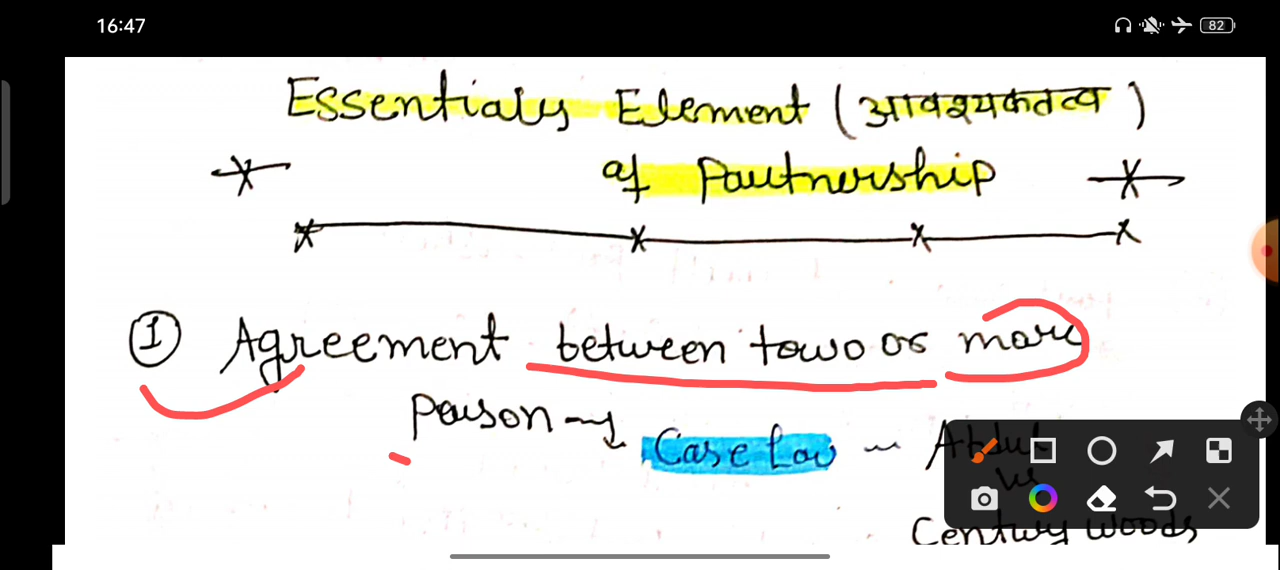 16:47
82
Essentialy Element (आवश्यकतत्व)
of Partnership
1 Agreement between towo or more
Person
Case Law – Abdul
Vs
Century Woods